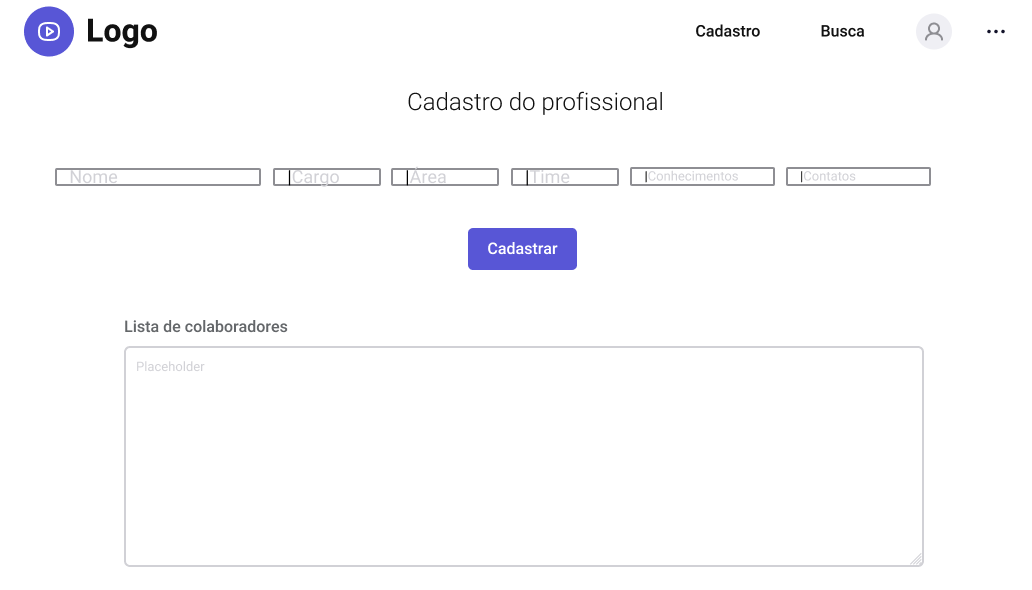 Logo
Cadastro Busca
Cadastro do profissional
Nome Cargo Área Time Conhecimentos Contatos
Cadastrar
Lista de colaboradores
Placeholder